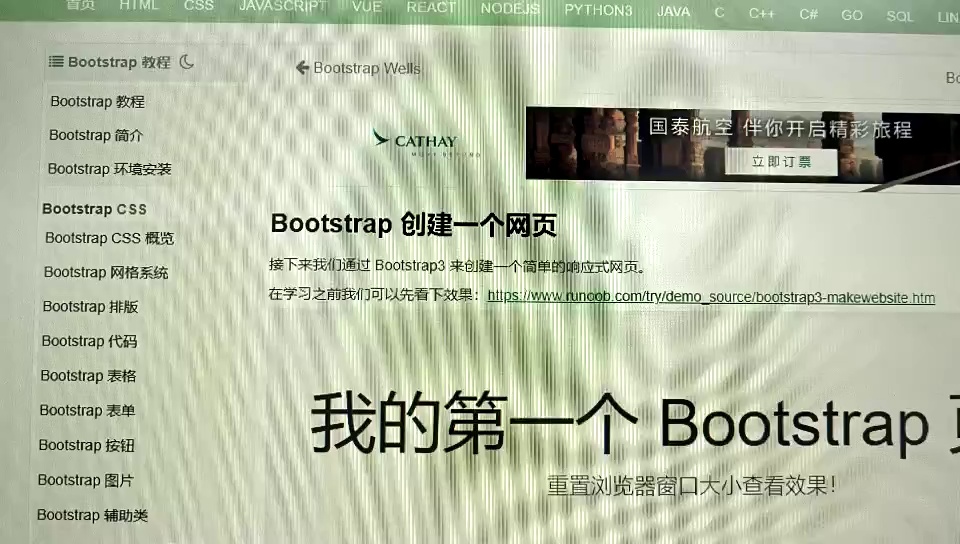 首页 HTML CSS JAVASCRIPT VUE REACT NODEJS PYTHON3 JAVA C C++ C# GO SQL LIN
Bootstrap 教程
Bootstrap 教程
Bootstrap 简介
Bootstrap 环境安装
Bootstrap CSS
Bootstrap CSS 概览
Bootstrap 网格系统
Bootstrap 排版
Bootstrap 代码
Bootstrap 表格
Bootstrap 表单
Bootstrap 按钮
Bootstrap 图片
Bootstrap 辅助类
Bootstrap Wells
CATHAY
MOVE BEYOND
国泰航空 伴你开启精彩旅程
立即订票
Bootstrap 创建一个网页
接下来我们通过 Bootstrap3 来创建一个简单的响应式网页。
在学习之前我们可以先看下效果：https://www.runoob.com/try/demo_source/bootstrap3-makewebsite.htm
我的第一个 Bootstrap
重置浏览器窗口大小查看效果！